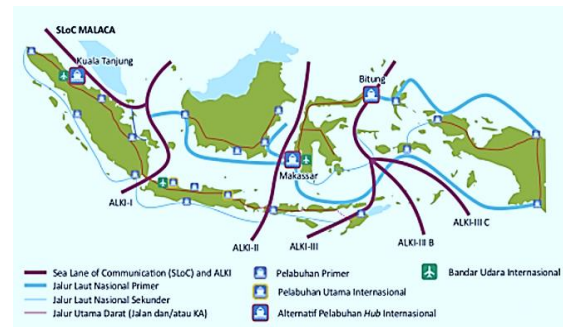 SLoC MALACA
Kuala Tanjung
Bitung
Makassar
ALKI-I
ALKI-II
ALKI-III
ALKI-III B
ALKI-III C
Sea Lane of Communication (SLoC) and ALKI
Jalur Laut Nasional Primer
Jalur Laut Nasional Sekunder
Jalur Utama Darat (Jalan dan/atau KA)
Pelabuhan Primer
Pelabuhan Utama Internasional
Alternatif Pelabuhan Hub Internasional
Bandar Udara Internasional